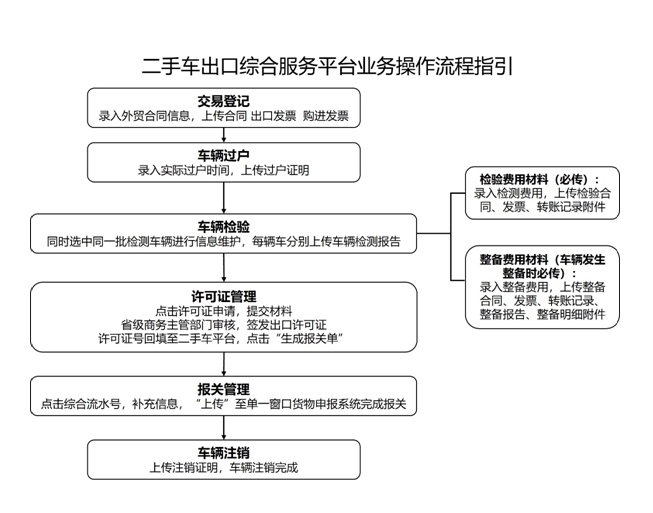 二手车出口综合服务平台业务操作流程指引
交易登记
录入外贸合同信息，上传合同 出口发票 购进发票
车辆过户
录入实际过户时间，上传过户证明
车辆检验
同时选中同一批检测车辆进行信息维护，每辆车分别上传车辆检测报告
检验费用材料（必传）：
录入检测费用，上传检验合
同、发票、转账记录附件
整备费用材料（车辆发生
整备时必传）：
录入整备费用，上传整备
合同、发票、转账记录、
整备报告、整备明细附件
许可证管理
点击许可证申请，提交材料
省级商务主管部门审核，签发出口许可证
许可证号回填至二手车平台，点击“生成报关单”
报关管理
点击综合流水号，补充信息，“上传”至单一窗口货物申报系统完成报关
车辆注销
上传注销证明，车辆注销完成